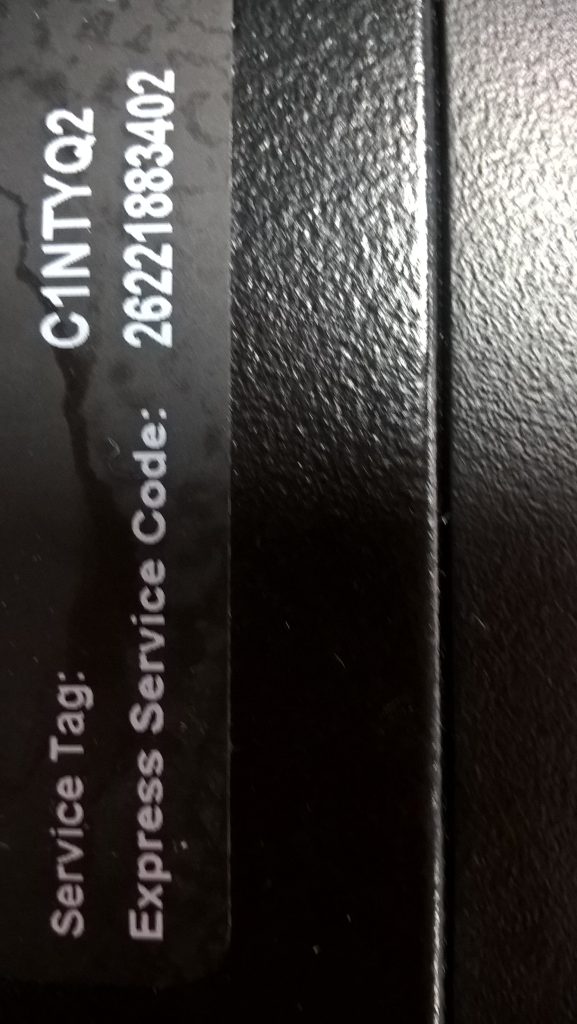 Service Tag: C1NTYQ2
Express Service Code: 26221883402